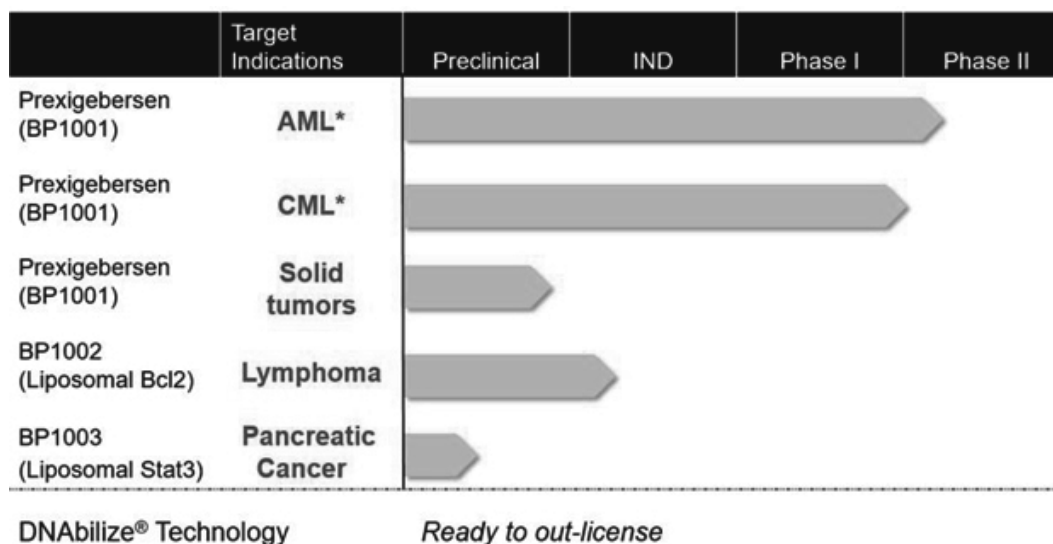 Target
Indications
Preclinical
IND
Phase I
Phase II
Prexigebersen
(BP1001)
AML*
Prexigebersen
(BP1001)
CML*
Prexigebersen
(BP1001)
Solid
tumors
BP1002
(Liposomal Bcl2)
Lymphoma
BP1003
(Liposomal Stat3)
Pancreatic
Cancer
DNAbilize® Technology
Ready to out-license